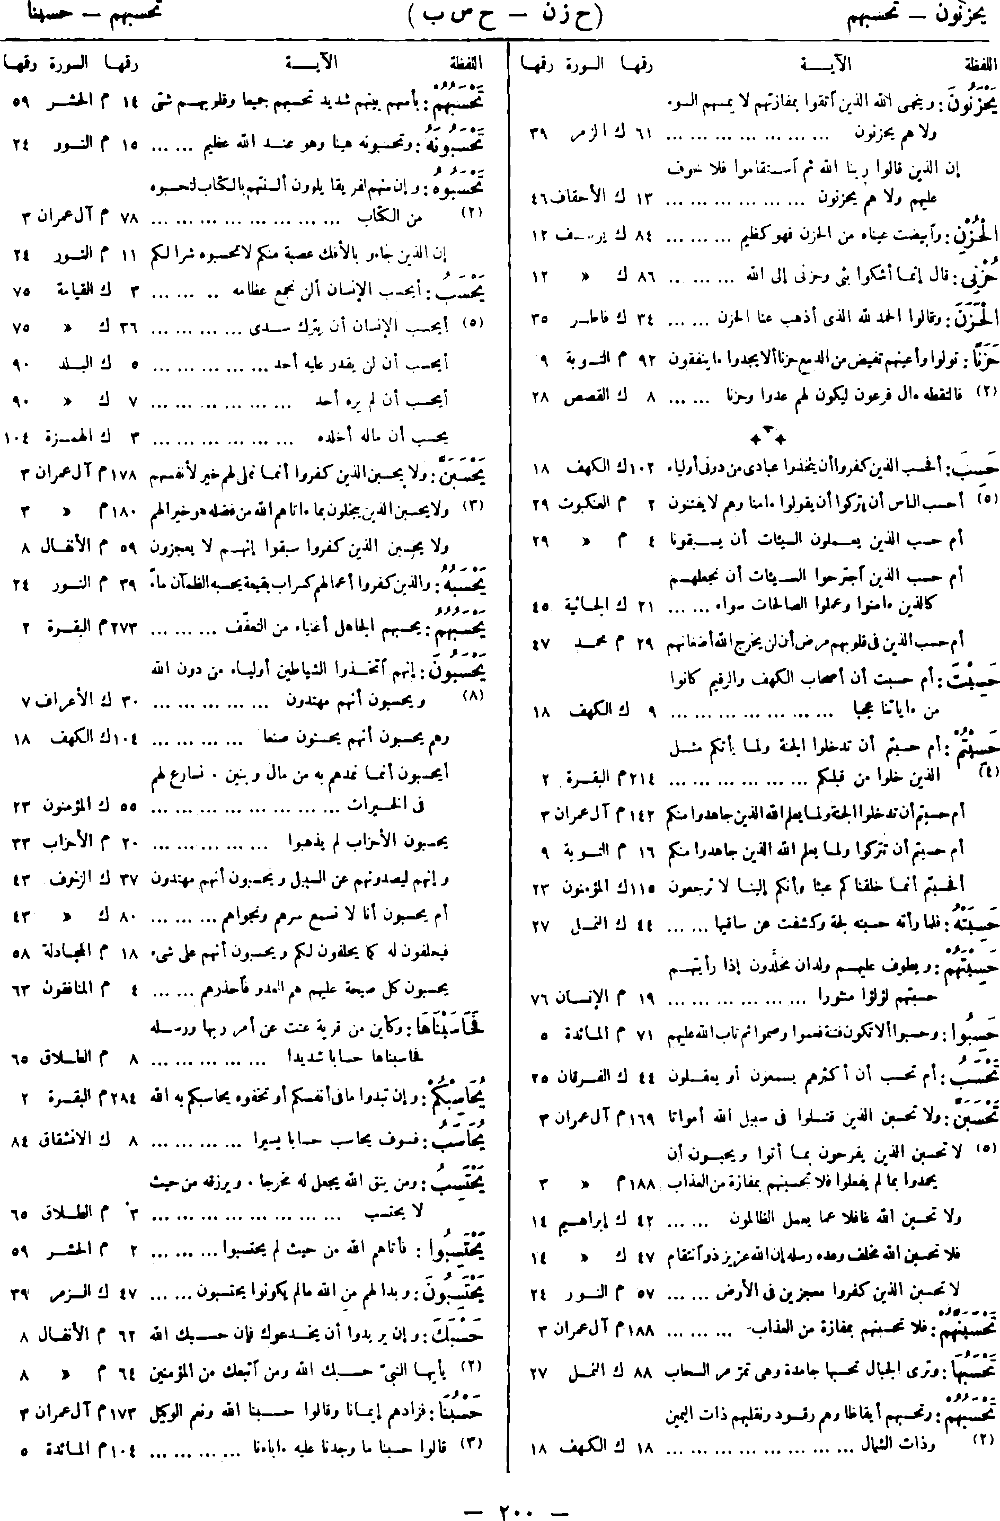 يحزنون — تحسبهم (ح زن — ح س ب) تحسبهم — حسبنا
اللفظة الآيــة رقها السورة رقها
يَحْزَنُونَ : وينجى الله الذين اتقوا بمفازتهم لا يمسهم السوء
ولا هم يحزنون ... ... ... ... ... ... ٦١ ك الزمر ٣٩
إن الذين قالوا ربنا الله ثم استقاموا فلا خوف
عليهم ولا هم يحزنون ... ... ... ... ... ١٣ ك الأحقاف ٤٦
الْحُزْنِ : وابيضت عيناه من الحزن فهو كظيم ... ... ... ٨٤ ك يوسف ١٢
حُزْنِى : قال إنما أشكوا بثى وحزنى إلى الله ... ... .. ٨٦ ك » ١٢
الْحَزَنَ : وقالوا الحمد لله الذى أذهب عنا الحزن ... ... ٣٤ ك فاطر ٣٥
حَزَنًا : تولوا وأعينهم تفيض من الدمع حزنا ألا يجدوا ما ينفقون ٩٢ م التوبة ٩
(٢) فالتقطه ءال فرعون ليكون لهم عدوا وحزنا ... ... ٨ ك القصص ٢٨
حَسِبَ : أفحسب الذين كفروا أن يتخذوا عبادى من دونى أولياء ١٠٢ ك الكهف ١٨
(٥) أحسب الناس أن يتركوا أن يقولوا ءامنا وهم لا يفتنون ٢ م العنكبوت ٢٩
أم حسب الذين يعملون السيئات أن يسبقونا ٤ م » ٢٩
أم حسب الذين اجترحوا السيئات أن نجعلهم
كالذين ءامنوا وعملوا الصالحات سواء ... ... ٢١ ك الجاثية ٤٥
أم حسب الذين فى قلوبهم مرض أن لن يخرج الله أضغانهم ٢٩ م محمد ٤٧
حَسِبْتَ : أم حسبت أن أصحاب الكهف والرقيم كانوا
من ءاياتنا عجبا ... ... ... ... ... ... ٩ ك الكهف ١٨
حَسِبْتُمْ : أم حسبتم أن تدخلوا الجنة ولما يأتكم مثل
(٤) الذين خلوا من قبلكم ... ... ... ... ... ٢١٤ م البقرة ٢
أم حسبتم أن تدخلوا الجنة ولما يعلم الله الذين جاهدوا منكم ١٤٢ م آل عمران ٣
أم حسبتم أن تتركوا ولما يعلم الله الذين جاهدوا منكم ١٦ م التوبة ٩
أفحسبتم أنما خلقناكم عبثا وأنكم إلينا لا ترجعون ١١٥ ك المؤمنون ٢٣
حَسِبَتْهُ : فلما رأته حسبته لجة وكشفت عن ساقيها ... ... ٤٤ ك النمل ٢٧
حَسِبْتَهُمْ : ويطوف عليهم ولدان مخلدون إذا رأيتهم
حسبتهم لؤلؤا منثورا ... ... ... ... ... ١٩ م الإنسان ٧٦
حَسِبُوا : وحسبوا ألا تكون فتنة فعموا وصموا ثم تاب الله عليهم ٧١ م المائدة ٥
تَحْسَبُ : أم تحسب أن أكثرهم يسمعون أو يعقلون ٤٤ ك الفرقان ٢٥
تَحْسَبَنَّ : ولا تحسبن الذين قتلوا فى سبيل الله أمواتا ١٦٩ م آل عمران ٣
(٥) لا تحسبن الذين يفرحون بما أتوا ويحبون أن
يحمدوا بما لم يفعلوا فلا تحسبنهم بمفازة من العذاب ١٨٨ م » ٣
ولا تحسبن الله غافلا عما يعمل الظالمون ... ... ٤٢ ك إبراهيم ١٤
فلا تحسبن الله مخلف وعده رسله إن الله عزيز ذو انتقام ٤٧ ك » ١٤
لا تحسبن الذين كفروا معجزين فى الأرض ... ... ٥٧ م النور ٢٤
تَحْسَبَنَّهُمْ : فلا تحسبنهم بمفازة من العذاب ... ... ... ١٨٨ م آل عمران ٣
تَحْسَبُهَا : وترى الجبال تحسبها جامدة وهى تمر مر السحاب ٨٨ ك النمل ٢٧
تَحْسَبُهُمْ : وتحسبهم أيقاظا وهم رقود ونقلبهم ذات اليمين
(٢) وذات الشمال ... ... ... ... ... ... ١٨ ك الكهف ١٨
اللفظة الآيــة رقها السورة رقها
تَحْسَبُهُمْ : بأسهم بينهم شديد تحسبهم جميعا وقلوبهم شتى ١٤ م الحشر ٥٩
تَحْسَبُونَهُ : وتحسبونه هينا وهو عند الله عظيم ... ... ١٥ م النور ٢٤
تَحْسَبُوهُ : وإن منهم لفريقا يلوون ألسنتهم بالكتاب لتحسبوه
(٢) من الكتاب ... ... ... ... ... ... ... ٧٨ م آل عمران ٣
إن الذين جاءو بالإفك عصبة منكم لا تحسبوه شرا لكم ١١ م النور ٢٤
يَحْسَبُ : أيحسب الإنسان ألن نجمع عظامه .. ... ... ٣ ك القيامة ٧٥
(٥) أيحسب الإنسان أن يترك سدى ... ... ... ٣٦ ك » ٧٥
أيحسب أن لن يقدر عليه أحد ... ... ... ... ٥ ك البلد ٩٠
أيحسب أن لم يره أحد ... ... ... ... ... ٧ ك » ٩٠
يحسب أن ماله أخلده ... ... ... ... ... ٣ ك الهمزة ١٠٤
يَحْسَبَنَّ : ولا يحسبن الذين كفروا أنما نملى لهم خير لأنفسهم ١٧٨ م آل عمران ٣
(٣) ولا يحسبن الذين يبخلون بما ءاتاهم الله من فضله هو خيرا لهم ١٨٠ م » ٣
ولا يحسبن الذين كفروا سبقوا إنهم لا يعجزون ٥٩ م الأنفال ٨
يَحْسَبُهُ : والذين كفروا أعمالهم كسراب بقيعة يحسبه الظمآن ماءً ٣٩ م النور ٢٤
يَحْسَبُهُمُ : يحسبهم الجاهل أغنياء من التعفف ... ... ... ٢٧٣ م البقرة ٢
يَحْسَبُونَ : إنهم اتخذوا الشياطين أولياء من دون الله
(٨) ويحسبون أنهم مهتدون ... ... ... ... ٣٠ ك الأعراف ٧
وهم يحسبون أنهم يحسنون صنعا ... ... ... ١٠٤ ك الكهف ١٨
أيحسبون أنما نمدهم به من مال وبنين . نسارع لهم
فى الخيرات ... ... ... ... ... ... ... ٥٥ ك المؤمنون ٢٣
يحسبون الأحزاب لم يذهبوا ... ... ... ... ٢٠ م الأحزاب ٣٣
وإنهم ليصدونهم عن السبيل ويحسبون أنهم مهتدون ٣٧ ك الزخرف ٤٣
أم يحسبون أنا لا نسمع سرهم ونجواهم ... ... ... ٨٠ ك » ٤٣
فيحلفون له كما يحلفون لكم ويحسبون أنهم على شىء ١٨ م المجادلة ٥٨
يحسبون كل صيحة عليهم هم العدو فاحذرهم ... ... ٤ م المنافقون ٦٣
فَحَاسَبْنَاهَا : وكأين من قرية عتت عن أمر ربها ورسله
فحاسبناها حسابا شديدا ... ... ... ... ... ٨ م الطلاق ٦٥
يُحَاسِبْكُمْ : وإن تبدوا ما فى أنفسكم أو تخفوه يحاسبكم به الله ٢٨٤ م البقرة ٢
يُحَاسَبُ : فسوف يحاسب حسابا يسيرا ... ... ... ... ٨ ك الانشقاق ٨٤
يَحْتَسِبُ : ومن يتق الله يجعل له مخرجا . ويرزقه من حيث
لا يحتسب ... ... ... ... ... ... ... ٣ م الطلاق ٦٥
يَحْتَسِبُوا : فأتاهم الله من حيث لم يحتسبوا ... ... ... ٢ م الحشر ٥٩
يَحْتَسِبُونَ : وبدا لهم من الله ما لم يكونوا يحتسبون ... ... ٤٧ ك الزمر ٣٩
حَسْبَكَ : وإن يريدوا أن يخدعوك فإن حسبك الله ٦٢ م الأنفال ٨
(٢) يأيها النبىّ حسبك الله ومن اتبعك من المؤمنين ٦٤ م » ٨
حَسْبُنَا : فزادهم إيمانا وقالوا حسبنا الله ونعم الوكيل ١٧٣ م آل عمران ٣
(٣) قالوا حسبنا ما وجدنا عليه ءاباءنا ... ... ... ١٠٤ م المائدة ٥
— ٢٠٠ —